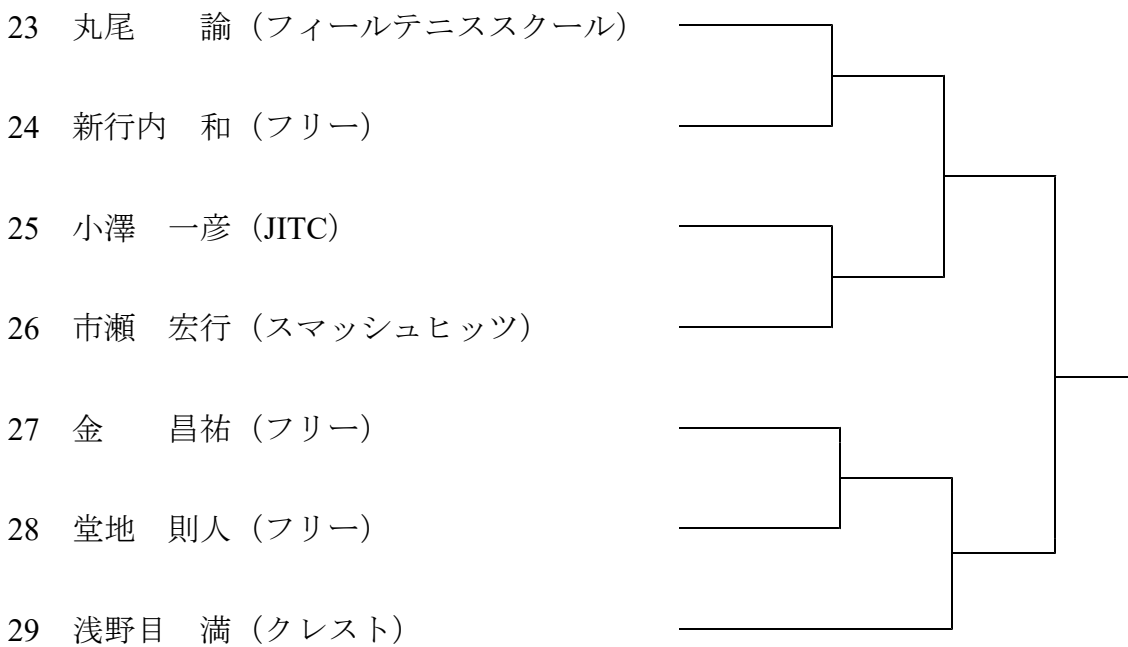 23 丸尾　　諭（フィールテニススクール）
24 新行内　和（フリー）
25 小澤　一彦（JITC）
26 市瀬　宏行（スマッシュヒッツ）
27 金　　昌祐（フリー）
28 堂地　則人（フリー）
29 浅野目　満（クレスト）